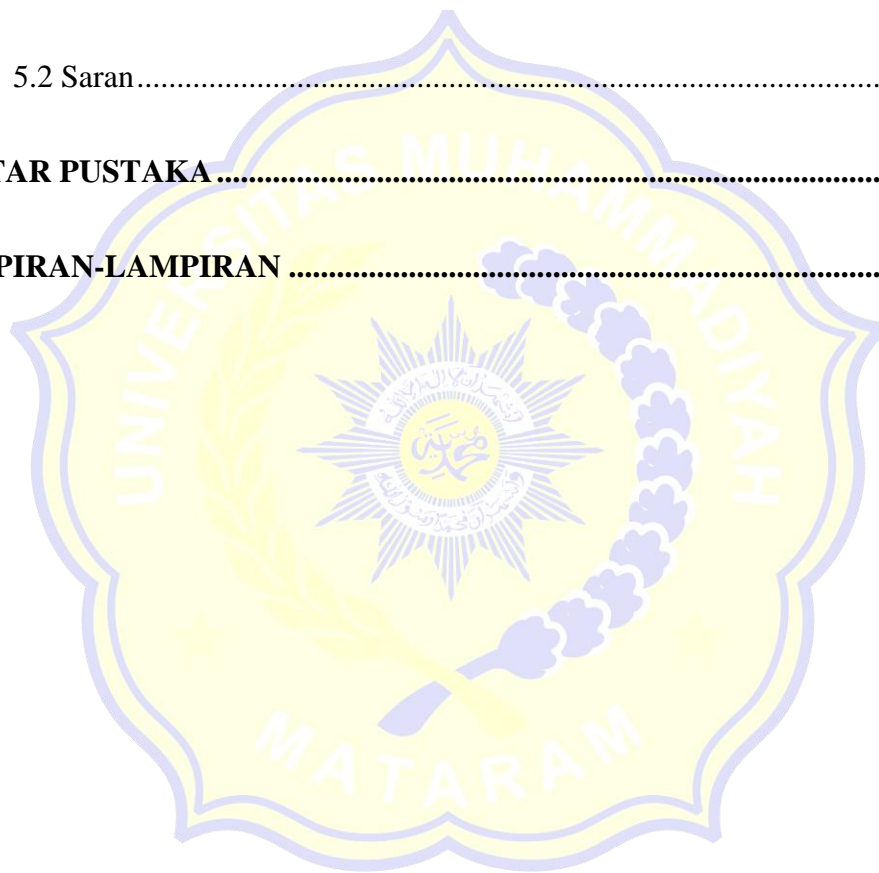 5.2 Saran........................................................................................
TAR PUSTAKA ...................................................................................
PIRAN-LAMPIRAN ..........................................................................
UNIVERSITAS MUHAMMADIYAH
MATARAM